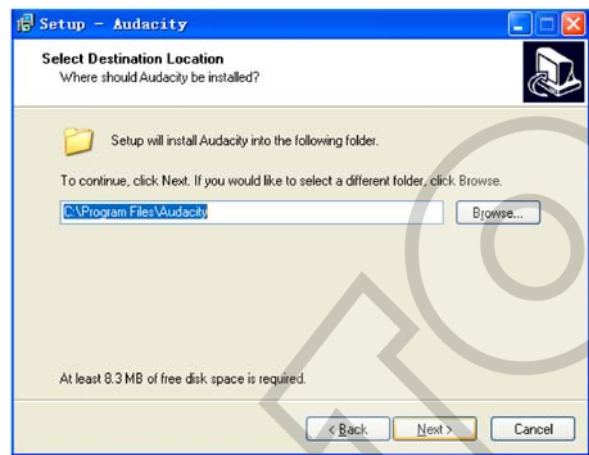 Setup - Audacity
Select Destination Location
Where should Audacity be installed?
Setup will install Audacity into the following folder.
To continue, click Next. If you would like to select a different folder, click Browse.
C:\Program Files\Audacity
Browse...
At least 8.3 MB of free disk space is required.
< Back
Next >
Cancel